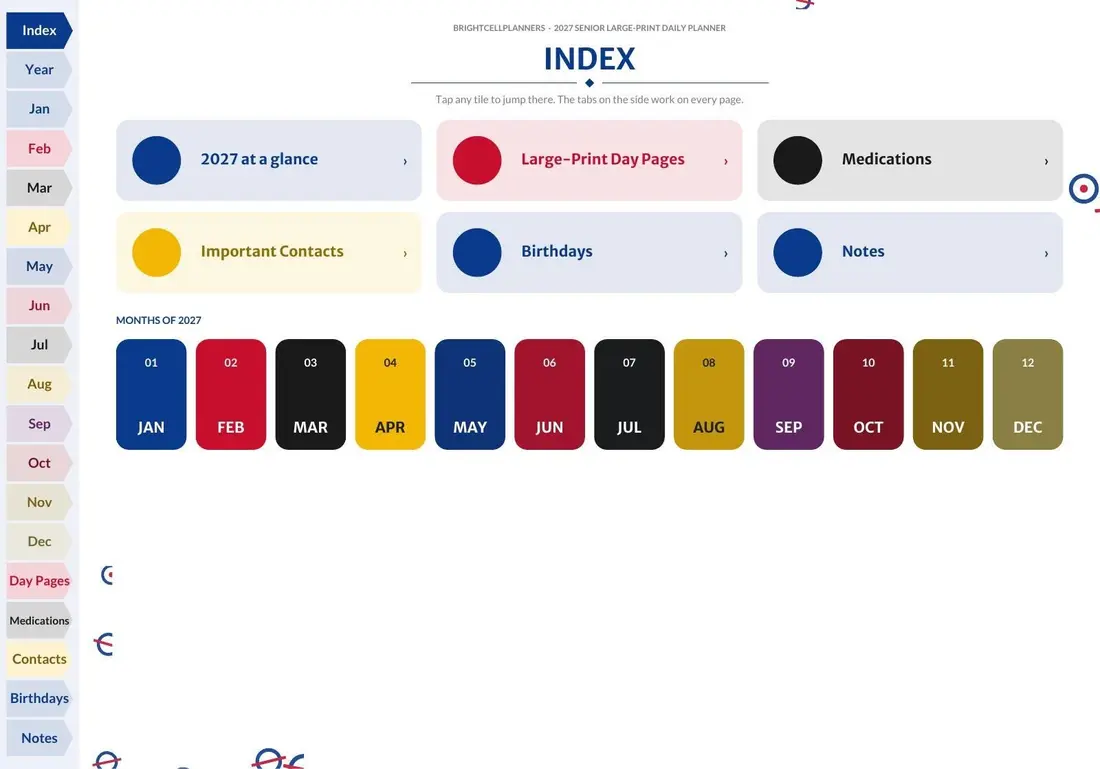 Index
Year
Jan
Feb
Mar
Apr
May
Jun
Jul
Aug
Sep
Oct
Nov
Dec
Day Pages
Medications
Contacts
Birthdays
Notes
BRIGHTCELLPLANNERS · 2027 SENIOR LARGE-PRINT DAILY PLANNER
INDEX
Tap any tile to jump there. The tabs on the side work on every page.
2027 at a glance ›
Large-Print Day Pages ›
Medications ›
Important Contacts ›
Birthdays ›
Notes ›
MONTHS OF 2027
01 02 03 04 05 06 07 08 09 10 11 12
JAN FEB MAR APR MAY JUN JUL AUG SEP OCT NOV DEC